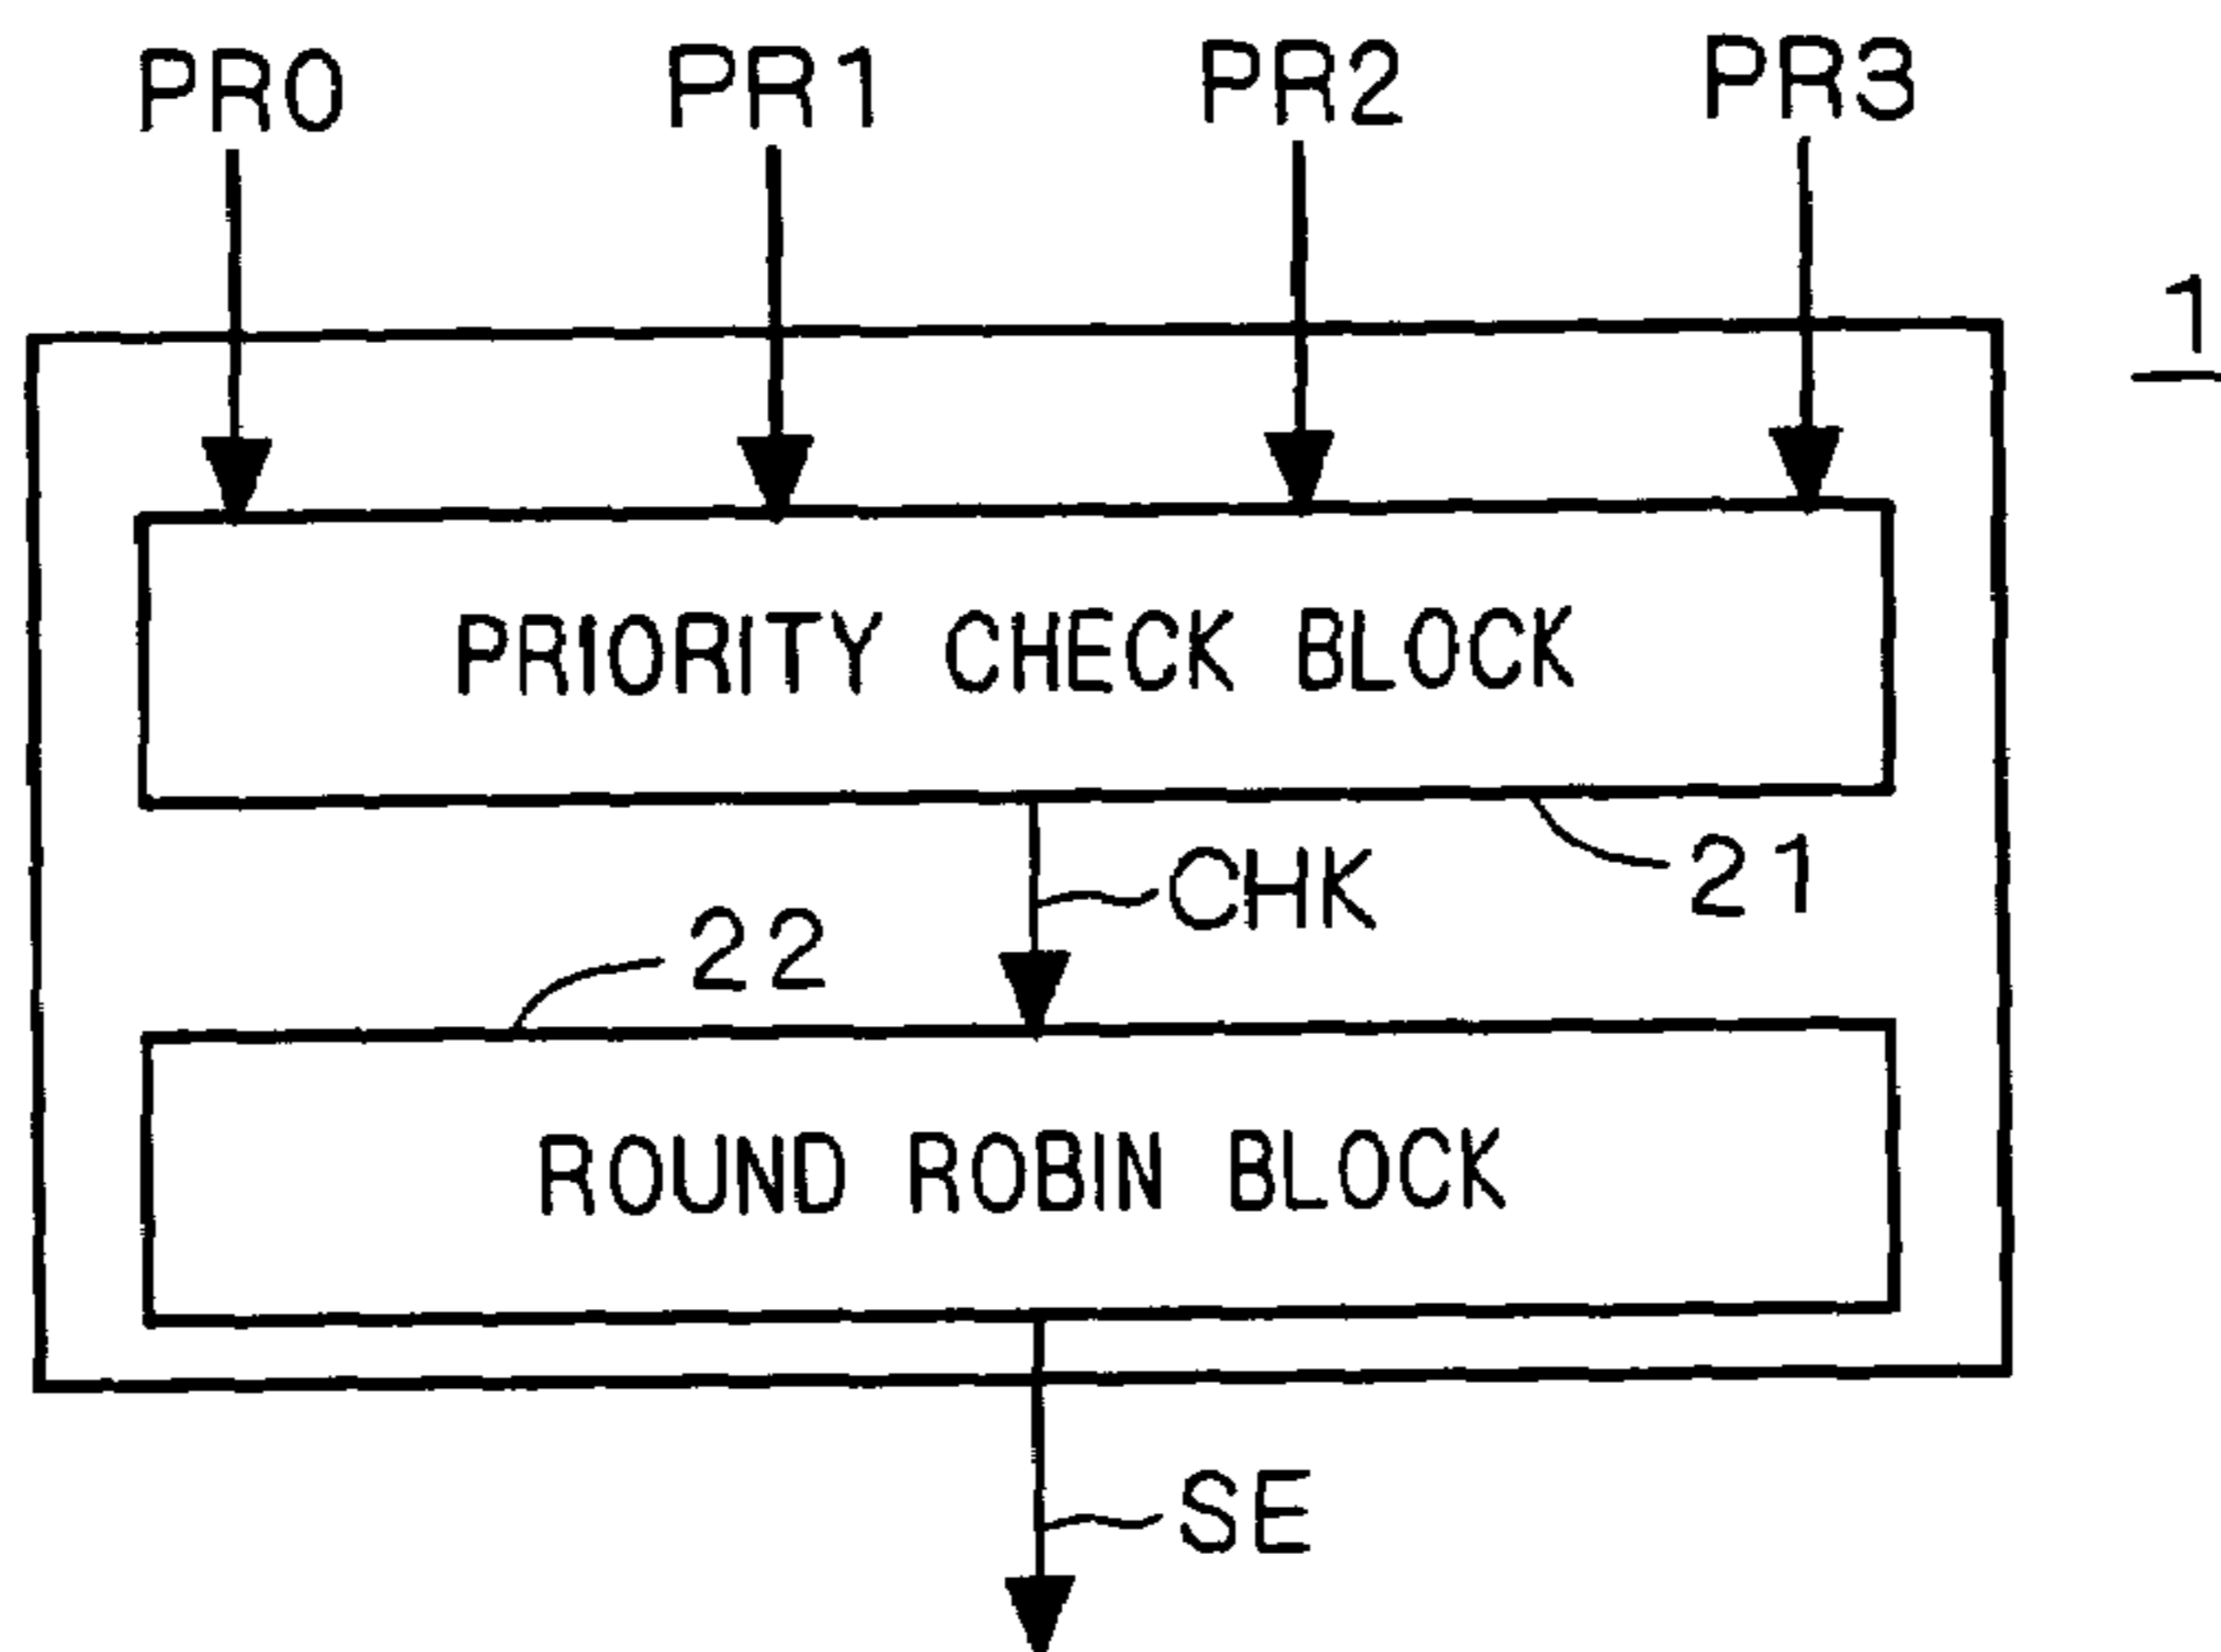 PR0 PR1 PR2 PR3
1
PRIORITY CHECK BLOCK
CHK
21
22
ROUND ROBIN BLOCK
SE